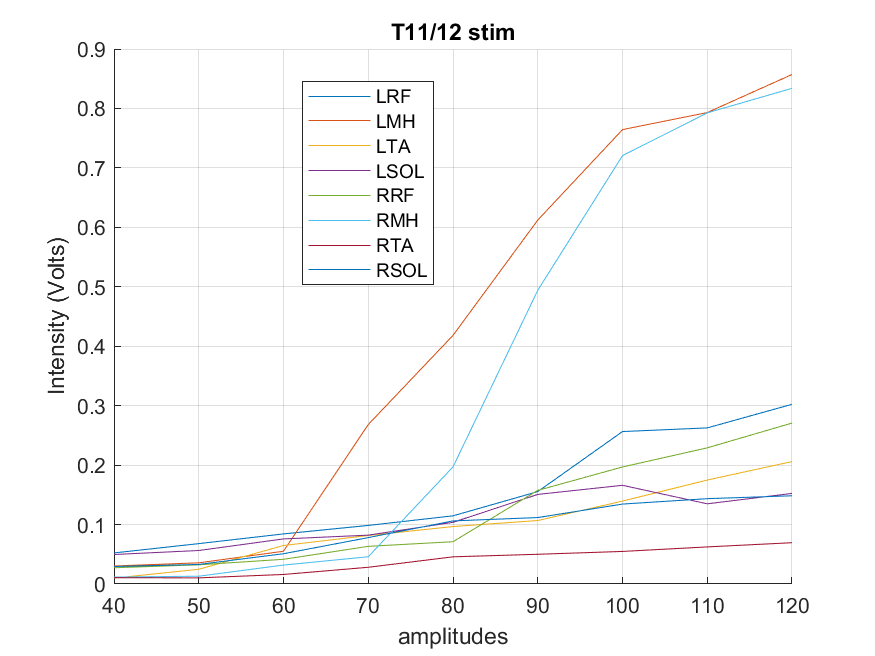 T11/12 stim
0.9
0.8
0.7
0.6
0.5
0.4
0.3
0.2
0.1
0
Intensity (Volts)
LRF
LMH
LTA
LSOL
RRF
RMH
RTA
RSOL
40 50 60 70 80 90 100 110 120
amplitudes